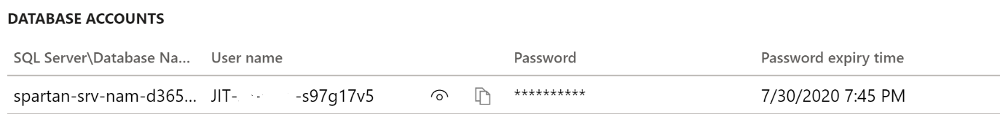 DATABASE ACCOUNTS
SQL Server\Database Na... User name Password Password expiry time
spartan-srv-nam-d365... JIT- -s97g17v5 ********** 7/30/2020 7:45 PM